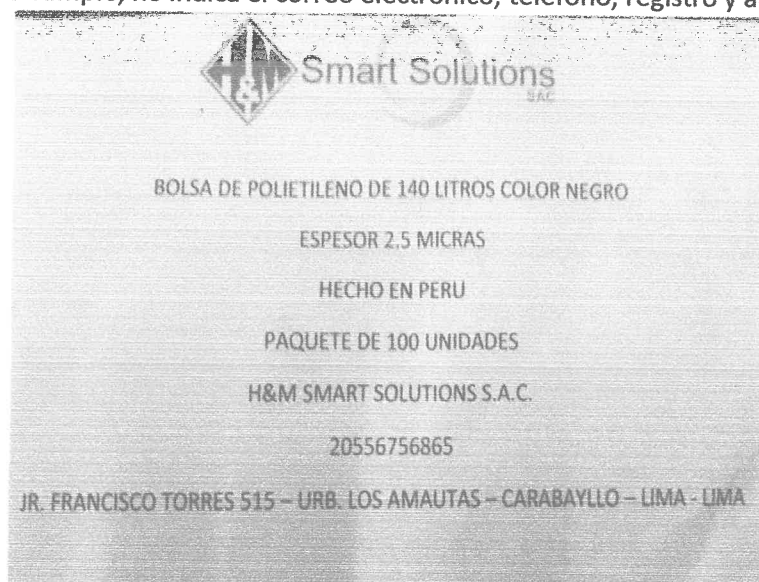 no indica el correo electrónico, teléfono, registro y a
H&M
Smart Solutions
SAC
BOLSA DE POLIETILENO DE 140 LITROS COLOR NEGRO
ESPESOR 2.5 MICRAS
HECHO EN PERU
PAQUETE DE 100 UNIDADES
H&M SMART SOLUTIONS S.A.C.
20556756865
JR. FRANCISCO TORRES 515 – URB. LOS AMAUTAS – CARABAYLLO – LIMA - LIMA